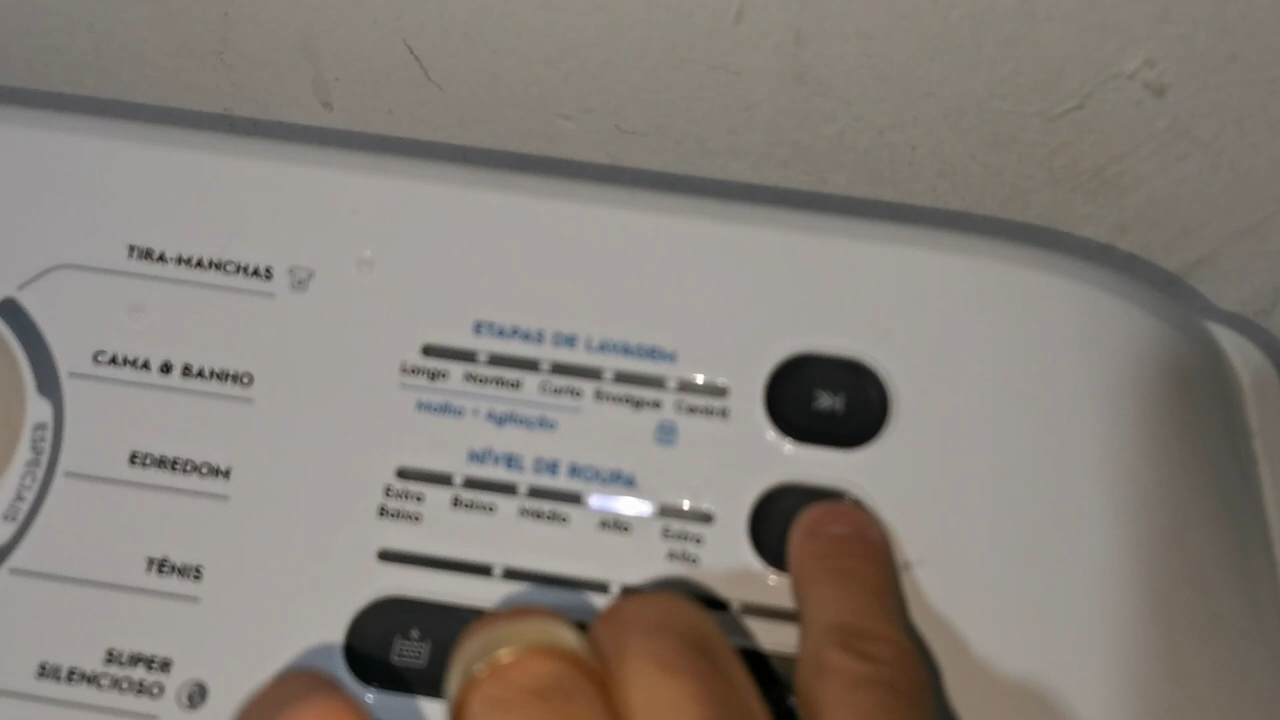 TIRA-MANCHAS
CAMA & BANHO
EDREDOM
TÊNIS
SUPER
SILENCIOSO
ESPECIAIS
ETAPAS DE LAVAGEM
Longo Normal Curto Enxágue Centrif
Molho + Agitação
NÍVEL DE ROUPA
Extra
Baixo
Baixo
Médio
Alto
Extra
Alto